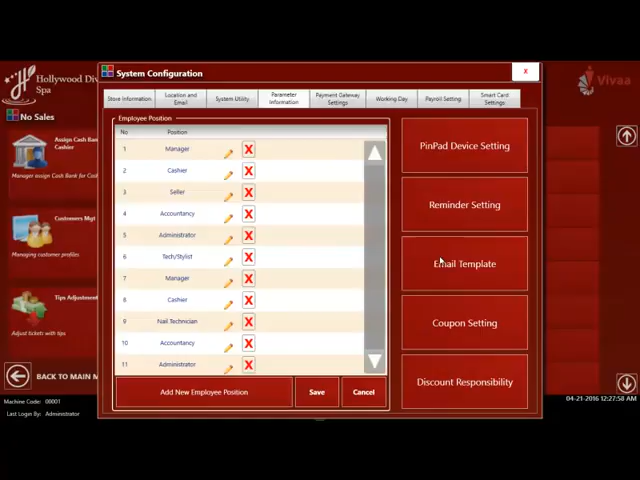 System Configuration
x
Hollywood Div
Spa
Vivaa
Store Information
Location and
Email
System Utility
Parameter
Information
Payment Gateway
Settings
Working Day
Payroll Setting
Smart Card
Settings
No Sales
Employee Position
No Position
1 Manager X
2 Cashier X
3 Seller X
4 Accountancy X
5 Administrator X
6 Tech/Stylist X
7 Manager X
8 Cashier X
9 Nail Technician X
10 Accountancy X
11 Administrator X
Add New Employee Position
Save
Cancel
PinPad Device Setting
Reminder Setting
Email Template
Coupon Setting
Discount Responsibility
Assign Cash Bank
Cashier
Manager assign Cash Bank for Cash
Customers Mgt
Managing customer profiles
Tips Adjustment
Adjust tickets with tips
BACK TO MAIN M
Machine Code: 00001
Last Login By: Administrator
04-21-2016 12:27:58 AM